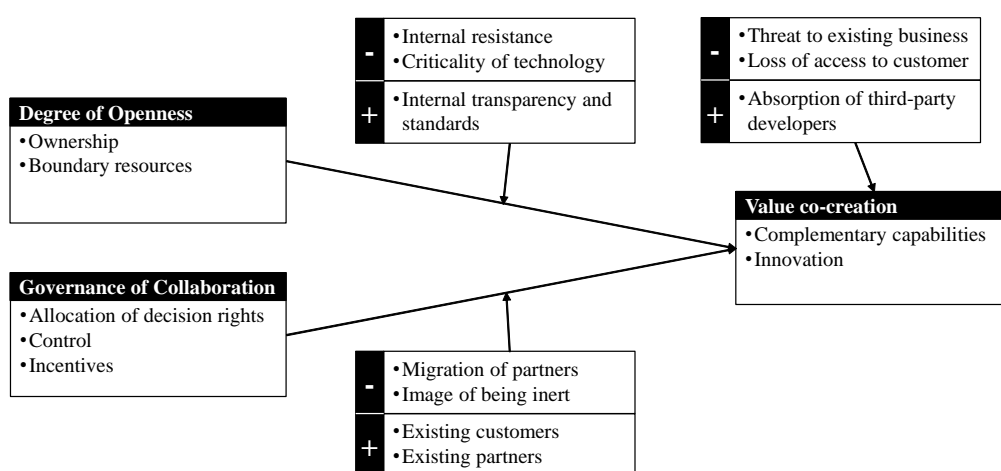 -
•Internal resistance
•Criticality of technology
+
•Internal transparency and
standards
-
•Threat to existing business
•Loss of access to customer
+
•Absorption of third-party
developers
Degree of Openness
•Ownership
•Boundary resources
Value co-creation
•Complementary capabilities
•Innovation
Governance of Collaboration
•Allocation of decision rights
•Control
•Incentives
-
•Migration of partners
•Image of being inert
+
•Existing customers
•Existing partners